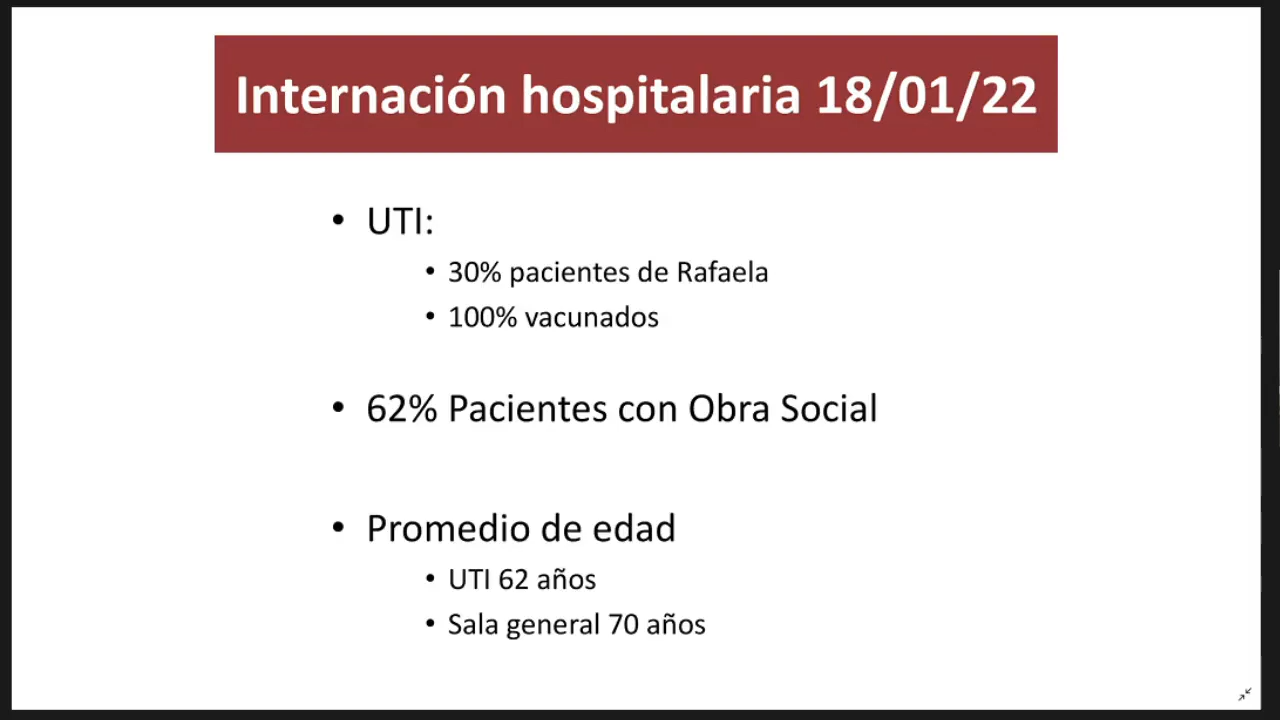 Internación hospitalaria 18/01/22
• UTI:
• 30% pacientes de Rafaela
• 100% vacunados
• 62% Pacientes con Obra Social
• Promedio de edad
• UTI 62 años
• Sala general 70 años